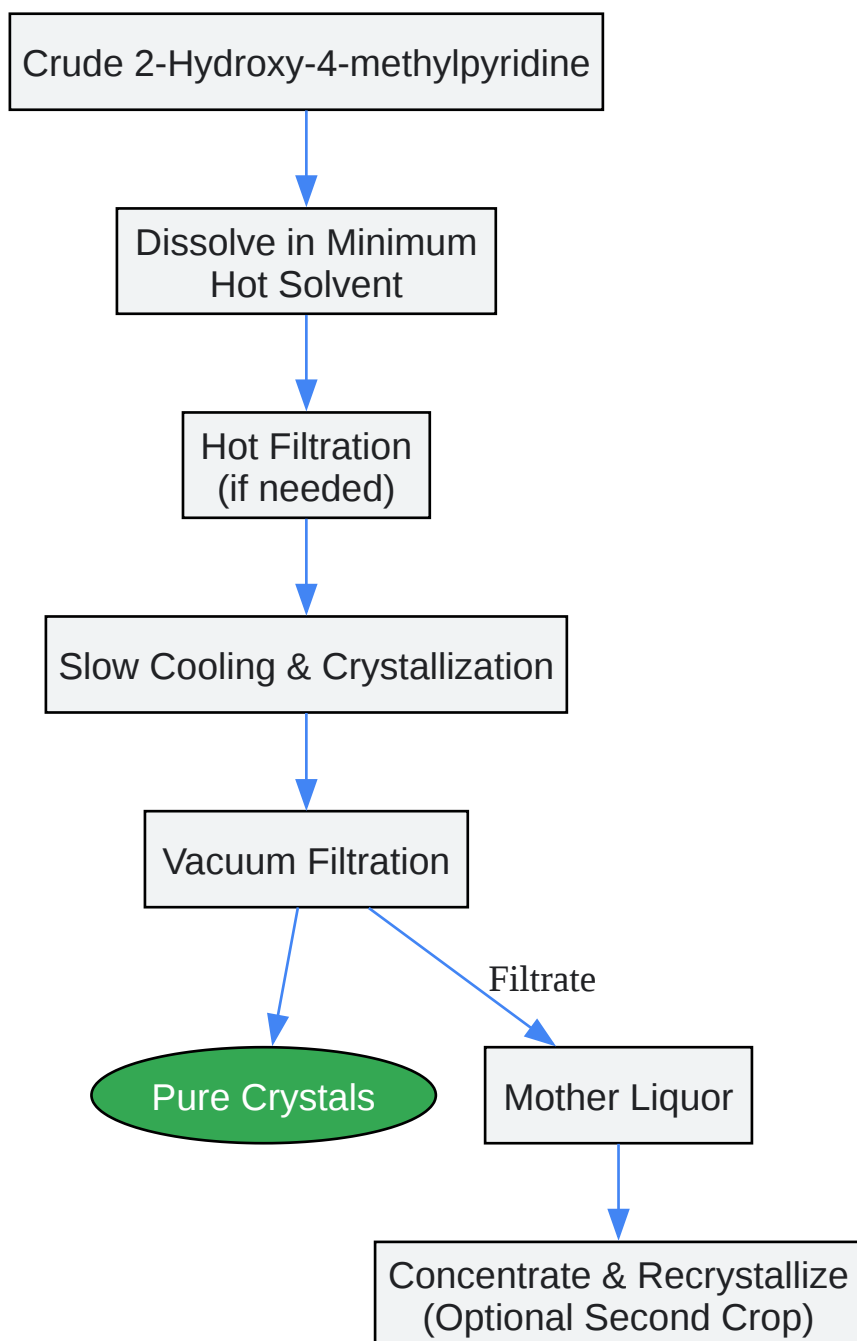 Crude 2-Hydroxy-4-methylpyridine
Dissolve in Minimum
Hot Solvent
Hot Filtration
(if needed)
Slow Cooling & Crystallization
Vacuum Filtration
Filtrate
Pure Crystals
Mother Liquor
Concentrate & Recrystallize
(Optional Second Crop)